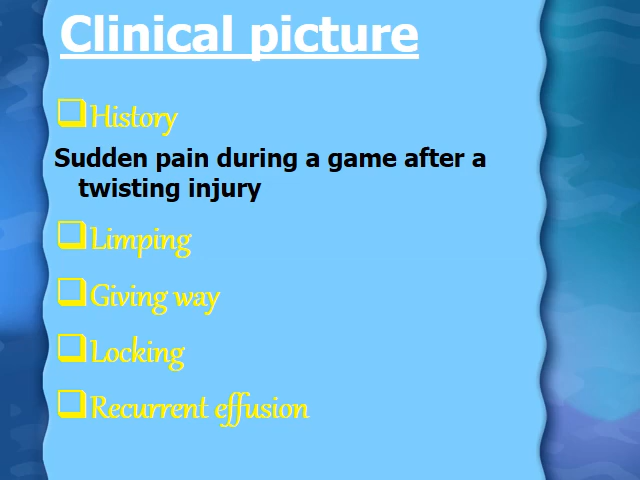 Clinical picture
History
Sudden pain during a game after a
twisting injury
Limping
Giving way
Locking
Recurrent effusion